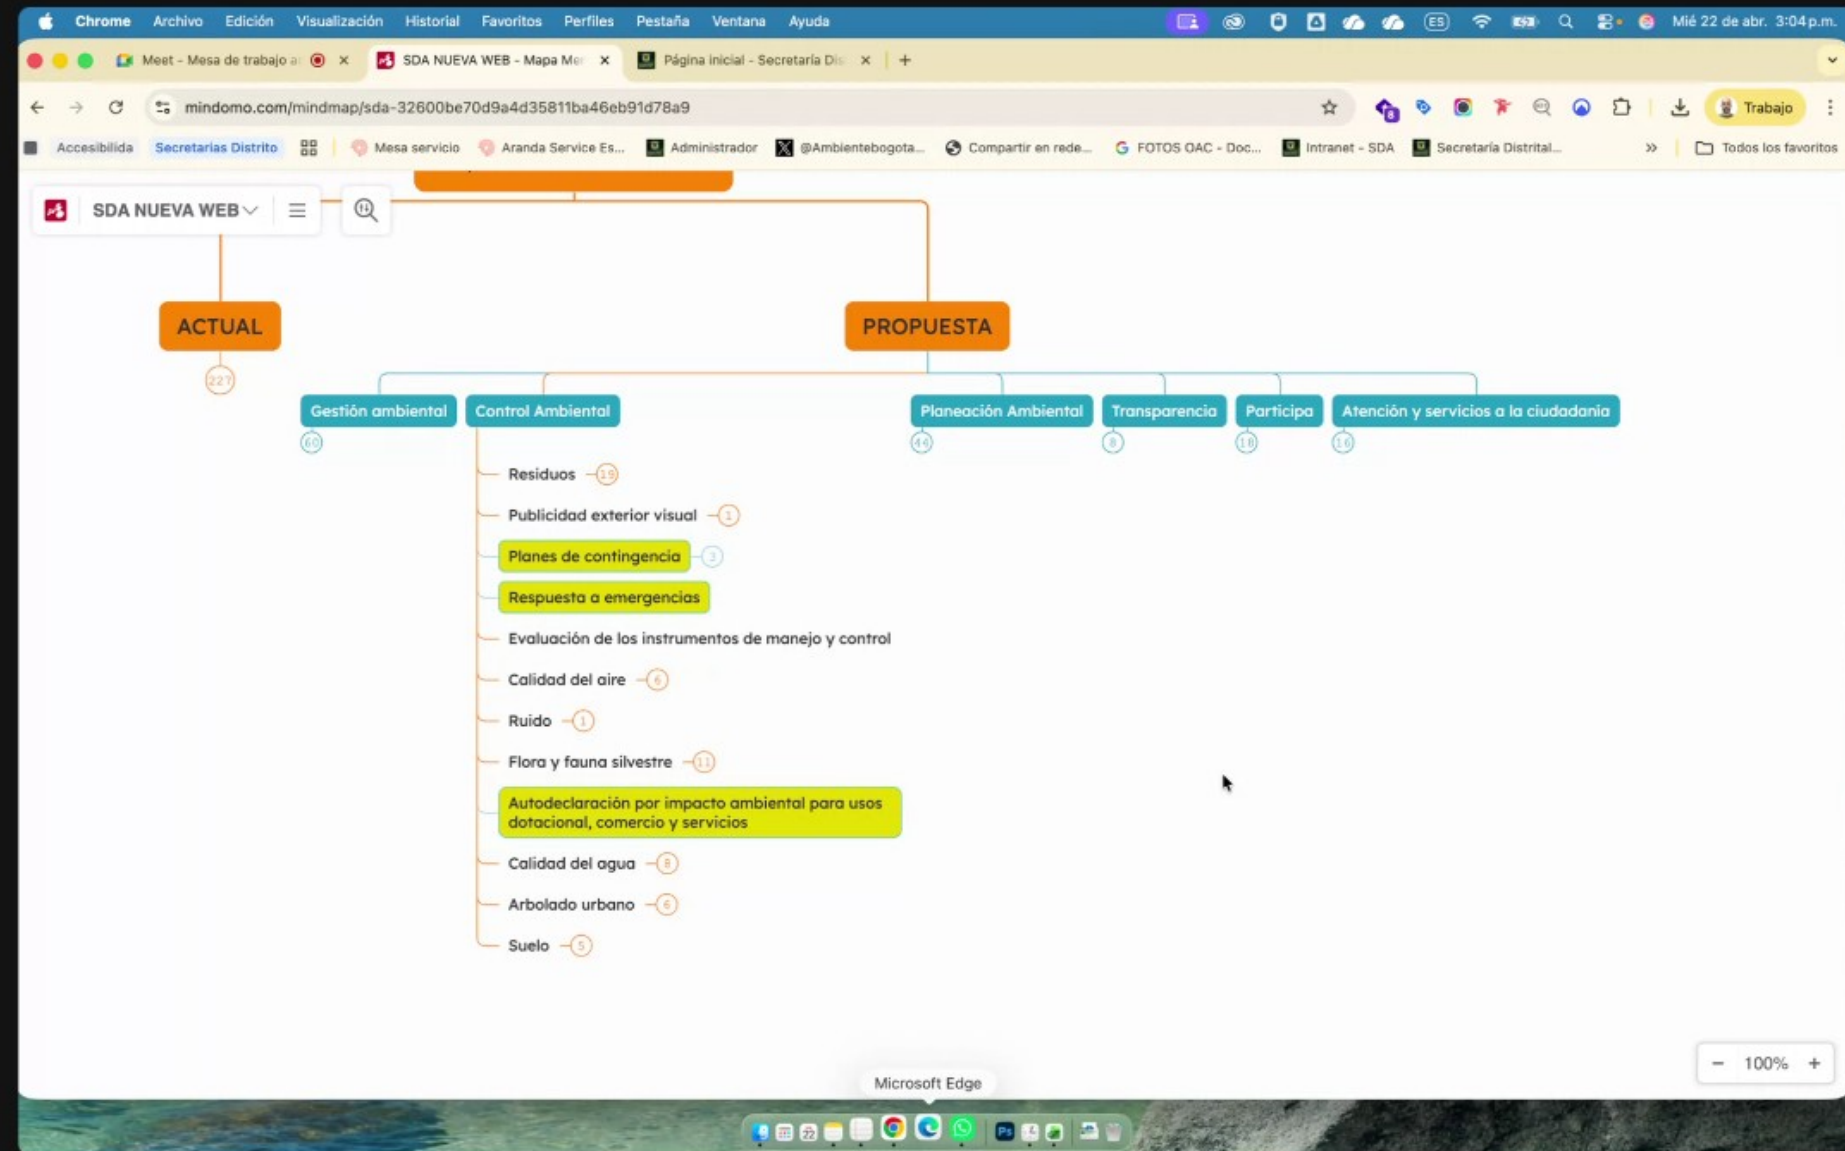 Chrome Archivo Edición Visualización Historial Favoritos Perfiles Pestaña Ventana Ayuda ES Mié 22 de abr. 3:04 p.m.
Meet - Mesa de trabajo a SDA NUEVA WEB - Mapa Me Página inicial - Secretaría Dis
mindomo.com/mindmap/sda-32600be70d9a4d35811ba46eb91d78a9 8 Trabajo
Accesibilida Secretarias Distrito Mesa servicio Aranda Service Es... Administrador @Ambientebogota... Compartir en rede... FOTOS OAC - Doc... Intranet - SDA Secretaría Distrital... Todos los favoritos
SDA NUEVA WEB
ACTUAL
227
PROPUESTA
Gestión ambiental Control Ambiental Planeación Ambiental Transparencia Participa Atención y servicios a la ciudadanía
60 44 8 18 16
Residuos 19
Publicidad exterior visual 1
Planes de contingencia 3
Respuesta a emergencias
Evaluación de los instrumentos de manejo y control
Calidad del aire 6
Ruido 1
Flora y fauna silvestre 11
Autodeclaración por impacto ambiental para usos
dotacional, comercio y servicios
Calidad del agua 8
Arbolado urbano 6
Suelo 5
100%
Microsoft Edge
22
Ps